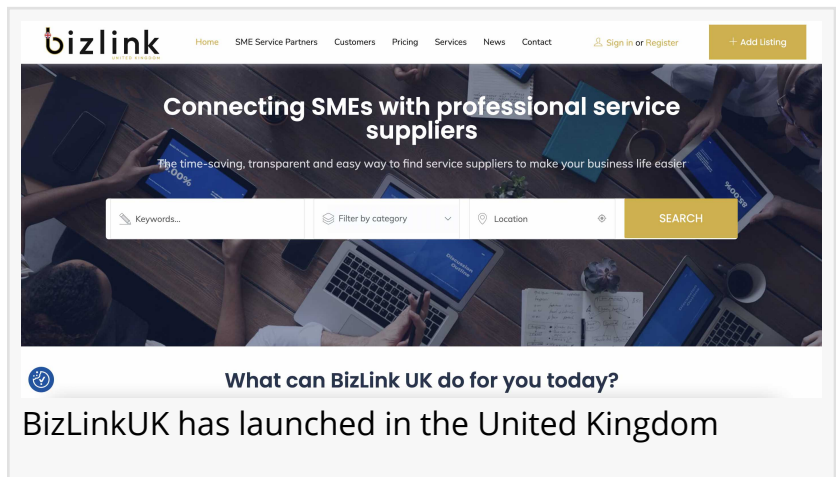 bizlink
UNITED KINGDOM
Home SME Service Partners Customers Pricing Services News Contact Sign in or Register + Add Listing
Connecting SMEs with professional service
suppliers
The time-saving, transparent and easy way to find service suppliers to make your business life easier
Keywords... Filter by category Location SEARCH
Discussion
Outline
What can BizLink UK do for you today?
BizLinkUK has launched in the United Kingdom